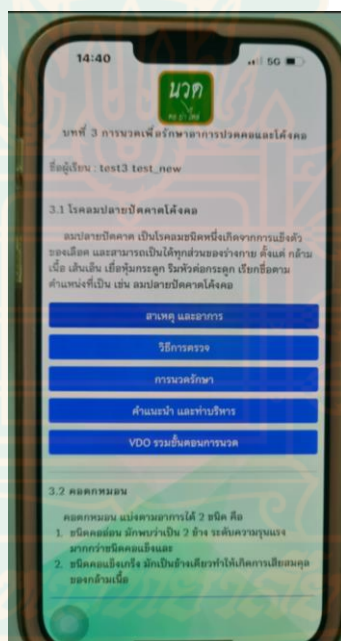 14:40
5G
นวด
คอ บ่า ไหล่
บทที่ 3 การนวดเพื่อรักษาอาการปวดคอและโค้งคอ
ชื่อผู้เรียน : test3 test_new
3.1 โรคลมปลายปัตคาตโค้งคอ
ลมปลายปัตคาต เป็นโรคลมชนิดหนึ่งเกิดจากการแข็งตัว
ของเลือด และสามารถเป็นได้ทุกส่วนของร่างกาย ตั้งแต่ กล้าม
เนื้อ เส้นเอ็น เยื่อหุ้มกระดูก ริมหัวต่อกระดูก เรียกชื่อตาม
ตำแหน่งที่เป็น เช่น ลมปลายปัตคาตโค้งคอ
สาเหตุ และอาการ
วิธีการตรวจ
การนวดรักษา
คำแนะนำ และท่าบริหาร
VDO รวมขั้นตอนการนวด
3.2 คอตกหมอน
คอตกหมอน แบ่งตามอาการได้ 2 ชนิด คือ
1. ชนิดคออ่อน มักพบว่าเป็น 2 ข้าง ระดับความรุนแรง
มากกว่าชนิดคอแข็งและ
2. ชนิดคอแข็งเกร็ง มักเป็นข้างเดียวทำให้เกิดการเสียสมดุล
ของกล้ามเนื้อ